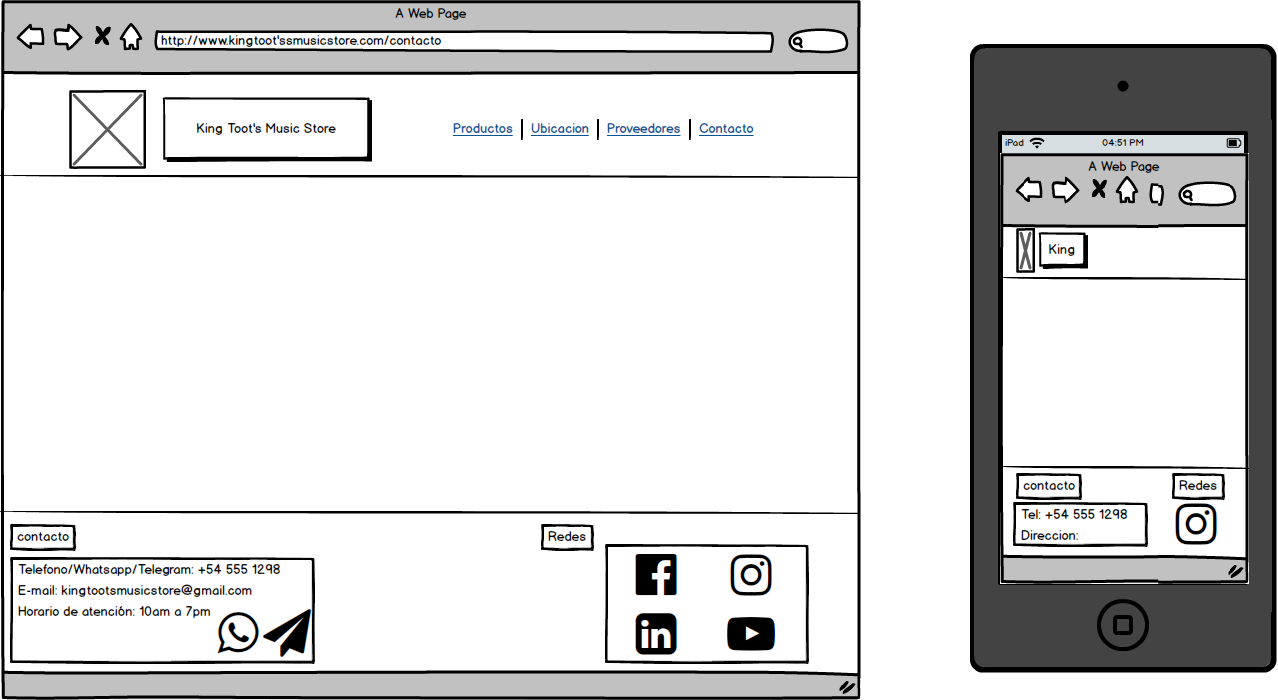 A Web Page
http://www.kingtoot'ssmusicstore.com/contacto
King Toot's Music Store
Productos
Ubicacion
Proveedores
Contacto
contacto
Telefono/Whatsapp/Telegram: +54 555 1298
E-mail: kingtootsmusicstore@gmail.com
Horario de atención: 10am a 7pm
Redes
in
iPad
04:51 PM
A Web Page
King
contacto
Tel: +54 555 1298
Direccion:
Redes